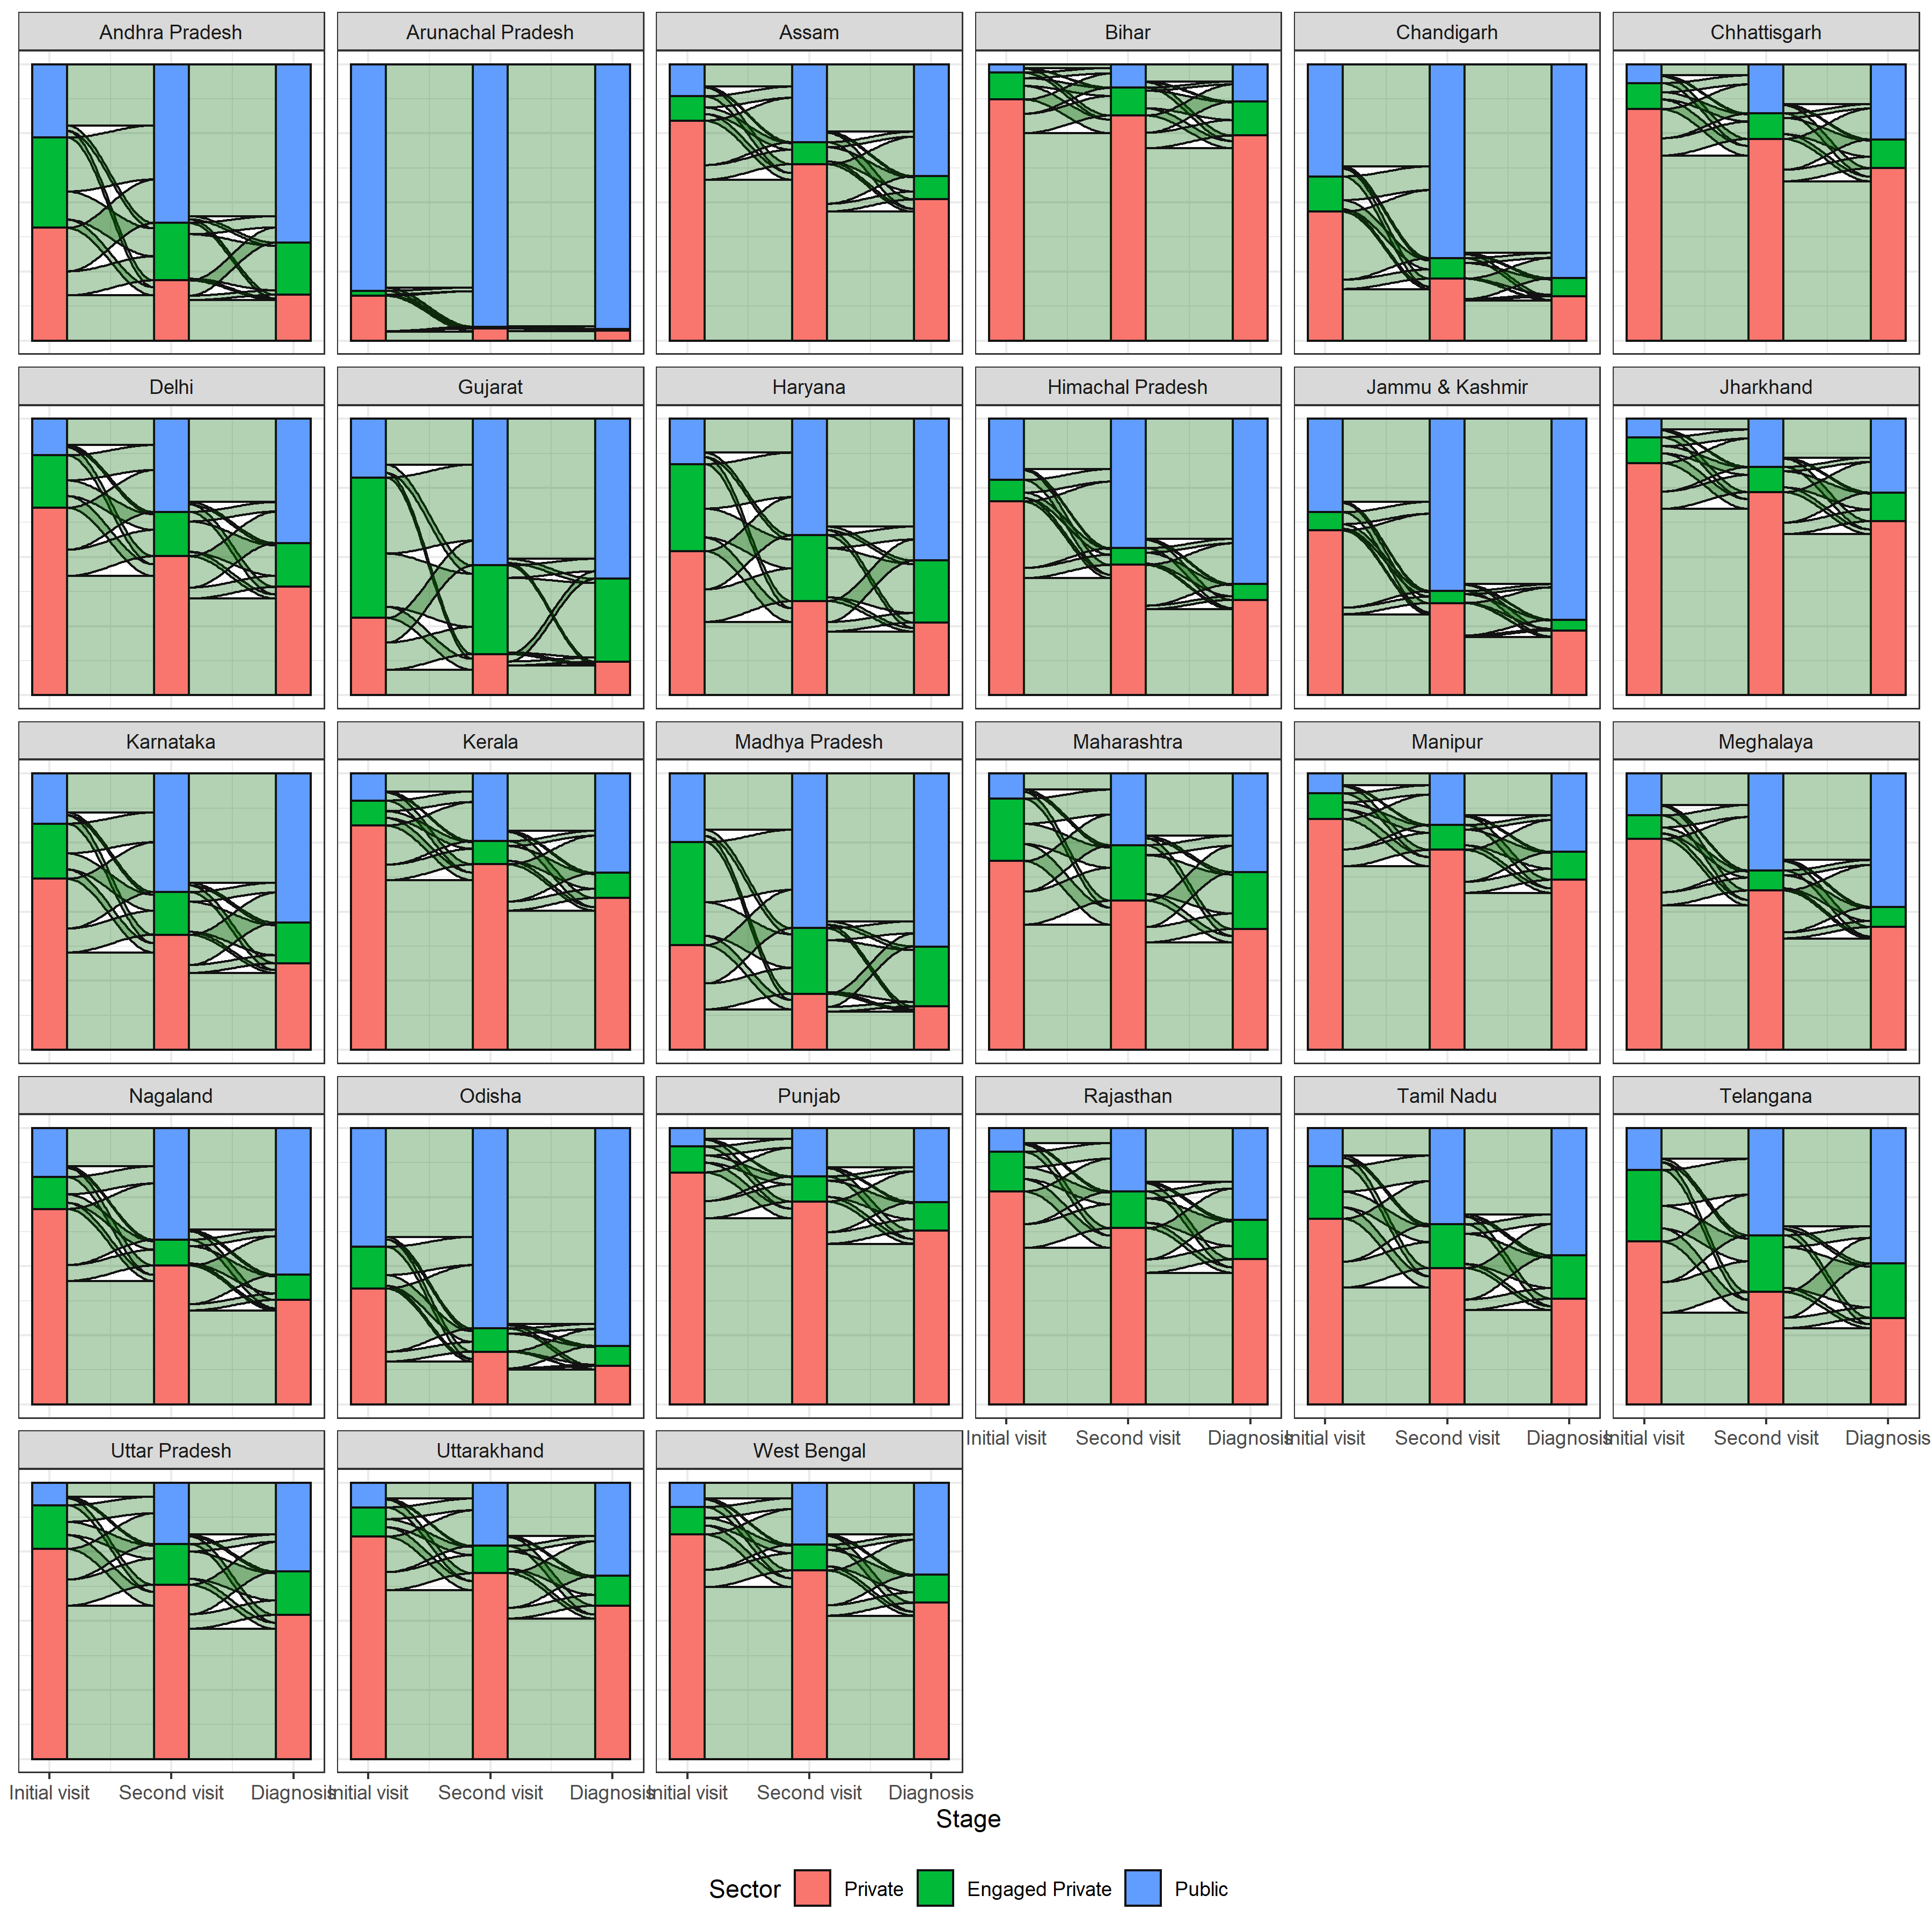 Andhra Pradesh Arunachal Pradesh Assam Bihar Chandigarh Chhattisgarh
Delhi Gujarat Haryana Himachal Pradesh Jammu & Kashmir Jharkhand
Karnataka Kerala Madhya Pradesh Maharashtra Manipur Meghalaya
Nagaland Odisha Punjab Rajasthan Tamil Nadu Telangana
Initial visit Second visit Diagnosis Initial visit Second visit Diagnosis Initial visit Second visit Diagnosis
Uttar Pradesh Uttarakhand West Bengal
Initial visit Second visit Diagnosis Initial visit Second visit Diagnosis Initial visit Second visit Diagnosis
Stage
Sector Private Engaged Private Public